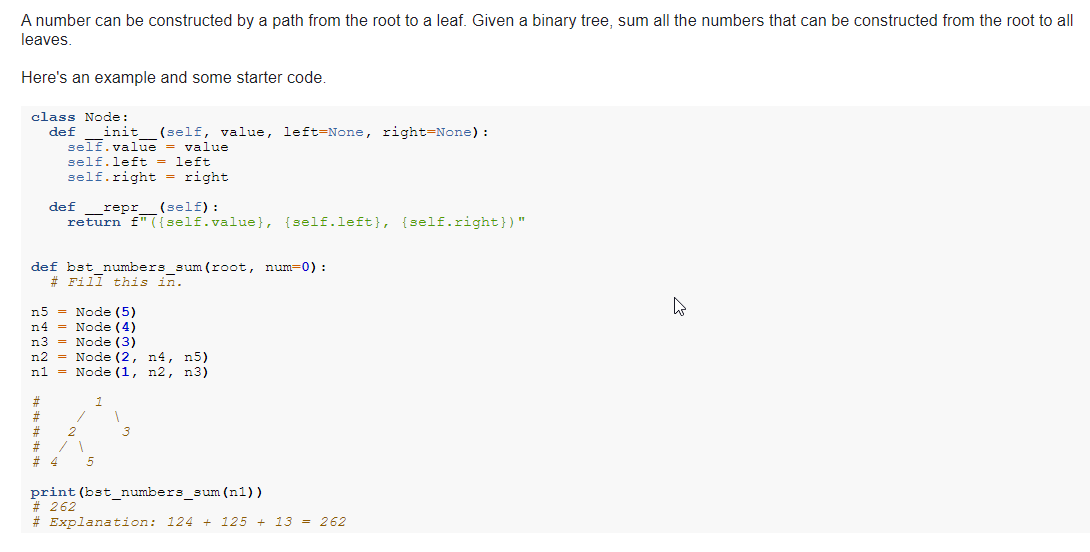 A number can be constructed by a path from the root to a leaf. Given a binary tree, sum all the numbers that can be constructed from the root to all
leaves.
Here's an example and some starter code.
class Node:
  def __init__(self, value, left=None, right=None):
    self.value = value
    self.left = left
    self.right = right
  def __repr__(self):
    return f"({self.value}, {self.left}, {self.right})"
def bst_numbers_sum(root, num=0):
  # Fill this in.
n5 = Node(5)
n4 = Node(4)
n3 = Node(3)
n2 = Node(2, n4, n5)
n1 = Node(1, n2, n3)
#      1
#    /   \
#   2     3
#  / \
# 4   5
print(bst_numbers_sum(n1))
# 262
# Explanation: 124 + 125 + 13 = 262